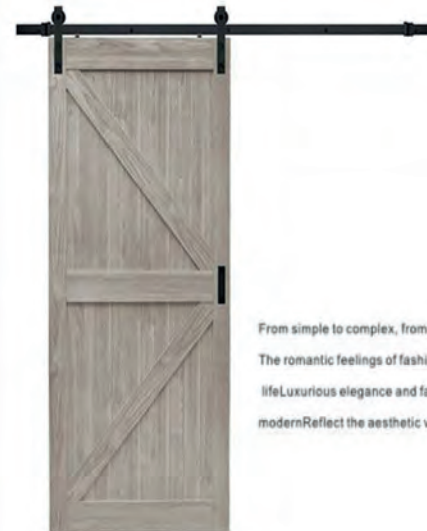 From simple to complex, from
The romantic feelings of fashi
lifeLuxurious elegance and fa
modernReflect the aesthetic